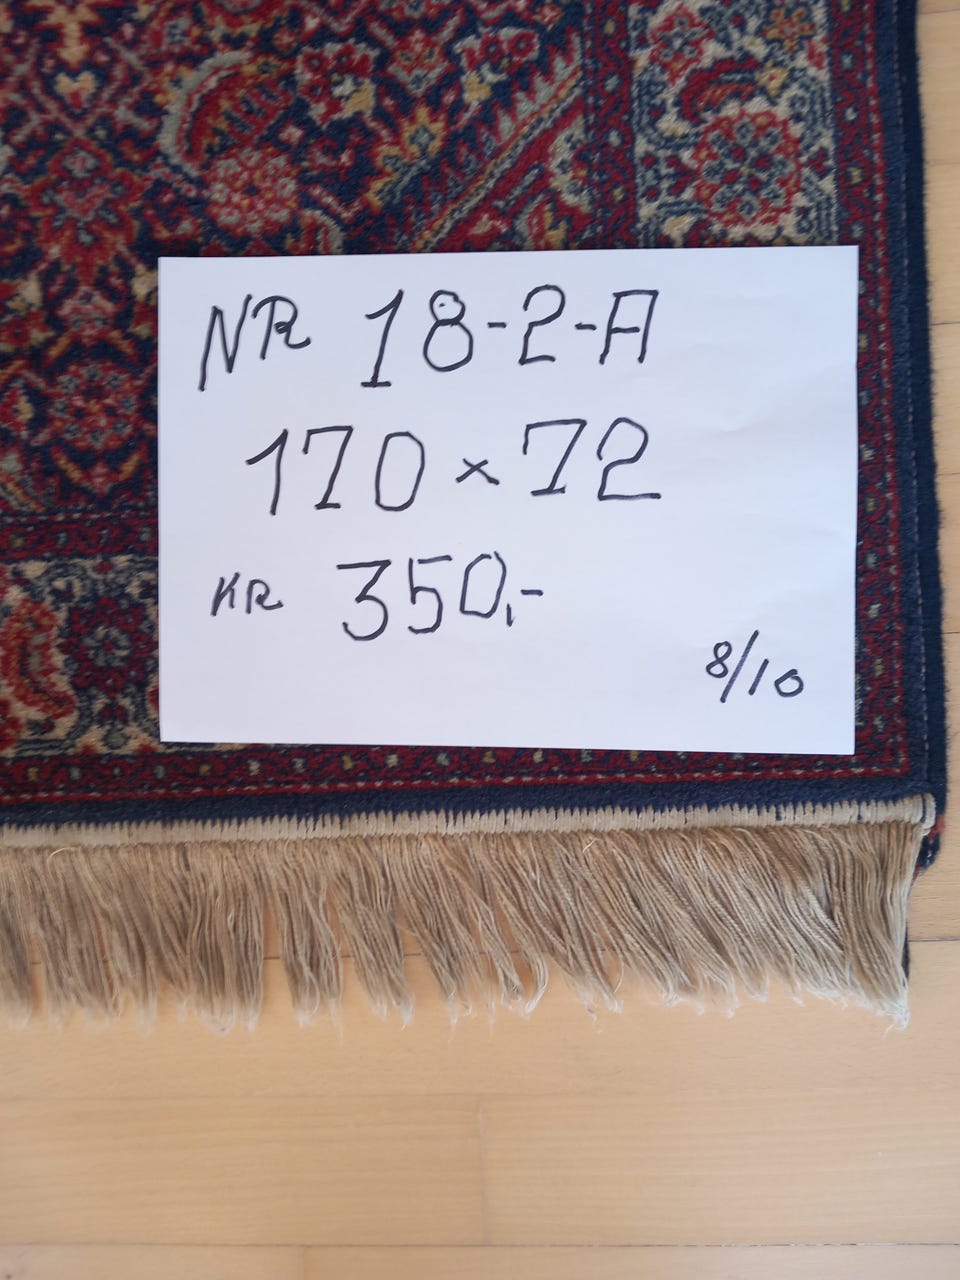 NR 18-2-A
170 x 72
KR 350,-
8/10